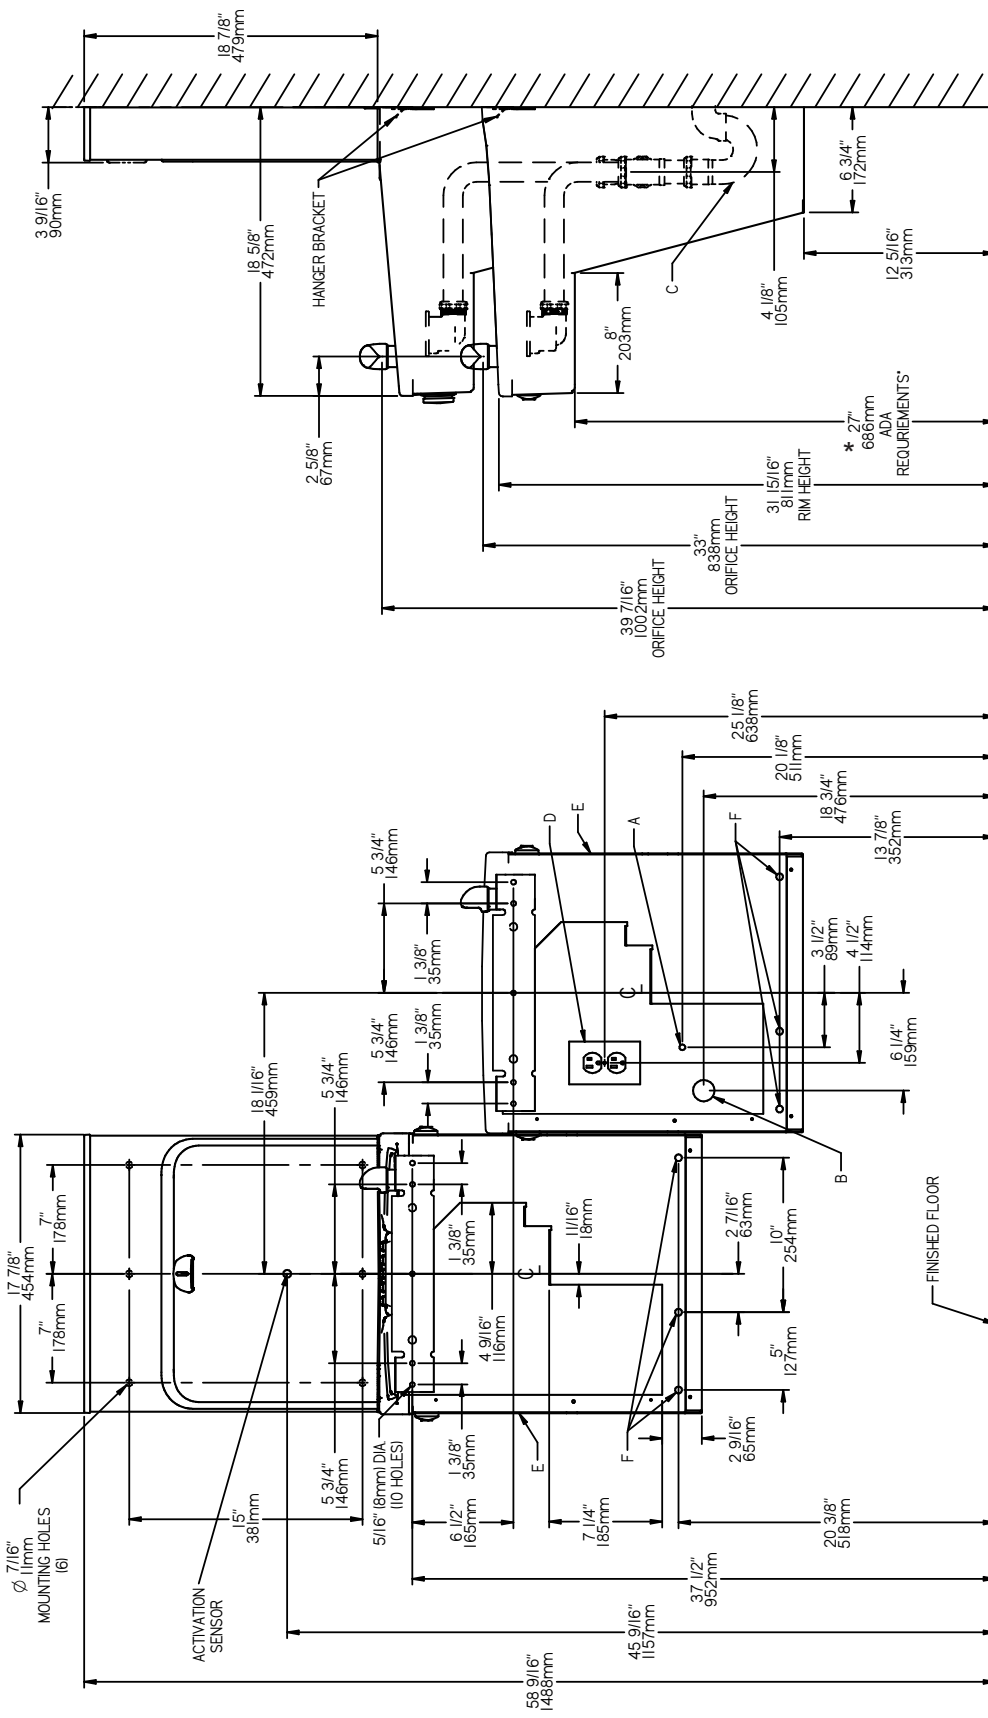 3 9/16"
90mm
18 7/8"
479mm
18 5/8"
472mm
HANGER BRACKET
2 5/8"
67mm
C
6 3/4"
172mm
12 5/16"
313mm
4 1/8"
105mm
8"
203mm
* 27"
686mm
ADA
REQURIEMENTS*
31 15/16"
811mm
RIM HEIGHT
33"
838mm
ORIFICE HEIGHT
39 7/16"
1002mm
ORIFICE HEIGHT
25 1/8"
638mm
20 1/8"
511mm
18 3/4"
476mm
13 7/8"
352mm
E
D
A
F
5 3/4"
146mm
1 3/8"
35mm
5 3/4"
146mm
1 3/8"
35mm
C
L
3 1/2"
89mm
4 1/2"
114mm
6 1/4"
159mm
B
18 1/16"
459mm
5 3/4"
146mm
17 7/8"
454mm
7"
178mm
7"
178mm
1 3/8"
35mm
C
L
11/16"
18mm
4 9/16"
116mm
2 7/16"
63mm
10"
254mm
5"
127mm
FINISHED FLOOR
Ø 7/16"
11mm
MOUNTING HOLES
(6)
15"
381mm
ACTIVATION
SENSOR
5 3/4"
146mm
5/16" (8mm) DIA.
(10 HOLES)
1 3/8"
35mm
6 1/2"
165mm
E
7 1/4"
185mm
F
2 9/16"
65mm
20 3/8"
518mm
37 1/2"
952mm
45 9/16"
1157mm
58 9/16"
1488mm